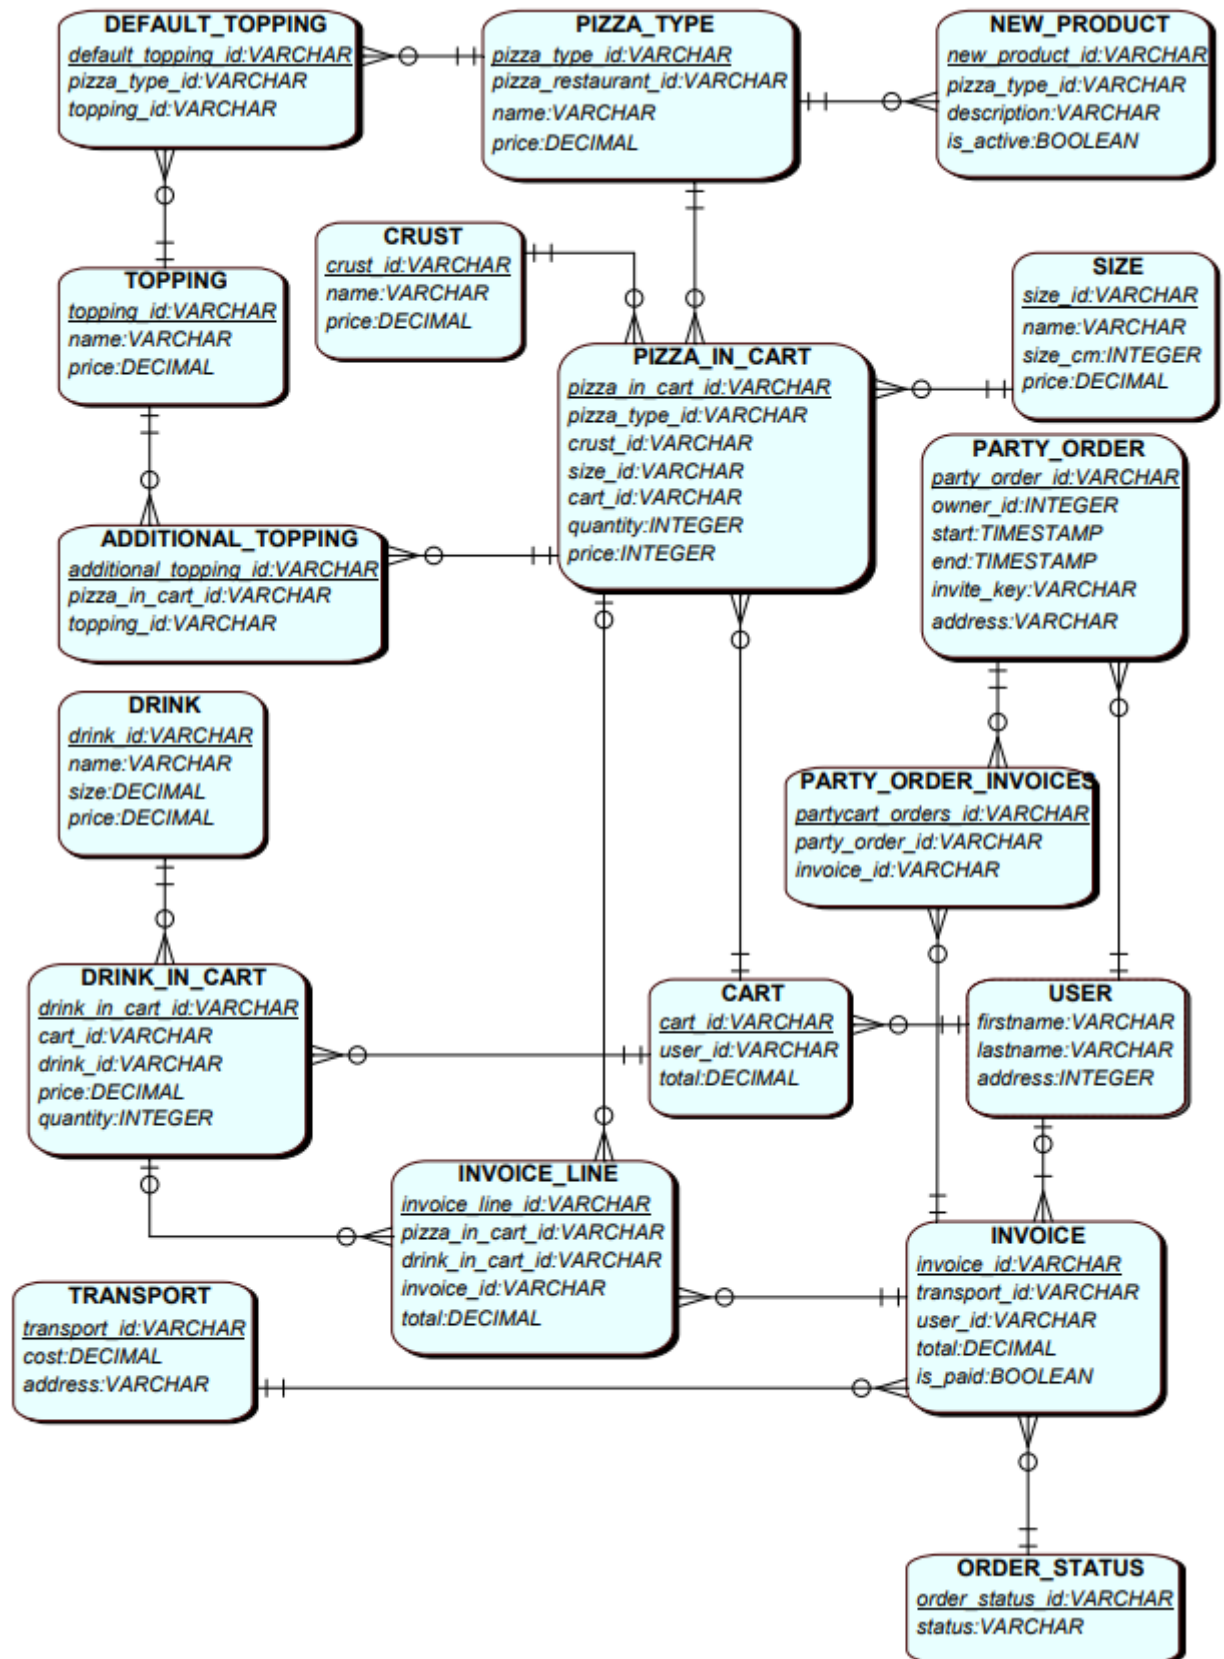 DEFAULT_TOPPING
default_topping_id:VARCHAR
pizza_type_id:VARCHAR
topping_id:VARCHAR
PIZZA_TYPE
pizza_type_id:VARCHAR
pizza_restaurant_id:VARCHAR
name:VARCHAR
price:DECIMAL
NEW_PRODUCT
new_product_id:VARCHAR
pizza_type_id:VARCHAR
description:VARCHAR
is_active:BOOLEAN
CRUST
crust_id:VARCHAR
name:VARCHAR
price:DECIMAL
TOPPING
topping_id:VARCHAR
name:VARCHAR
price:DECIMAL
SIZE
size_id:VARCHAR
name:VARCHAR
size_cm:INTEGER
price:DECIMAL
PIZZA_IN_CART
pizza_in_cart_id:VARCHAR
pizza_type_id:VARCHAR
crust_id:VARCHAR
size_id:VARCHAR
cart_id:VARCHAR
quantity:INTEGER
price:INTEGER
PARTY_ORDER
party_order_id:VARCHAR
owner_id:INTEGER
start:TIMESTAMP
end:TIMESTAMP
invite_key:VARCHAR
address:VARCHAR
ADDITIONAL_TOPPING
additional_topping_id:VARCHAR
pizza_in_cart_id:VARCHAR
topping_id:VARCHAR
DRINK
drink_id:VARCHAR
name:VARCHAR
size:DECIMAL
price:DECIMAL
PARTY_ORDER_INVOICES
partycart_orders_id:VARCHAR
party_order_id:VARCHAR
invoice_id:VARCHAR
DRINK_IN_CART
drink_in_cart_id:VARCHAR
cart_id:VARCHAR
drink_id:VARCHAR
price:DECIMAL
quantity:INTEGER
CART
cart_id:VARCHAR
user_id:VARCHAR
total:DECIMAL
USER
firstname:VARCHAR
lastname:VARCHAR
address:INTEGER
INVOICE_LINE
invoice_line_id:VARCHAR
pizza_in_cart_id:VARCHAR
drink_in_cart_id:VARCHAR
invoice_id:VARCHAR
total:DECIMAL
INVOICE
invoice_id:VARCHAR
transport_id:VARCHAR
user_id:VARCHAR
total:DECIMAL
is_paid:BOOLEAN
TRANSPORT
transport_id:VARCHAR
cost:DECIMAL
address:VARCHAR
ORDER_STATUS
order_status_id:VARCHAR
status:VARCHAR